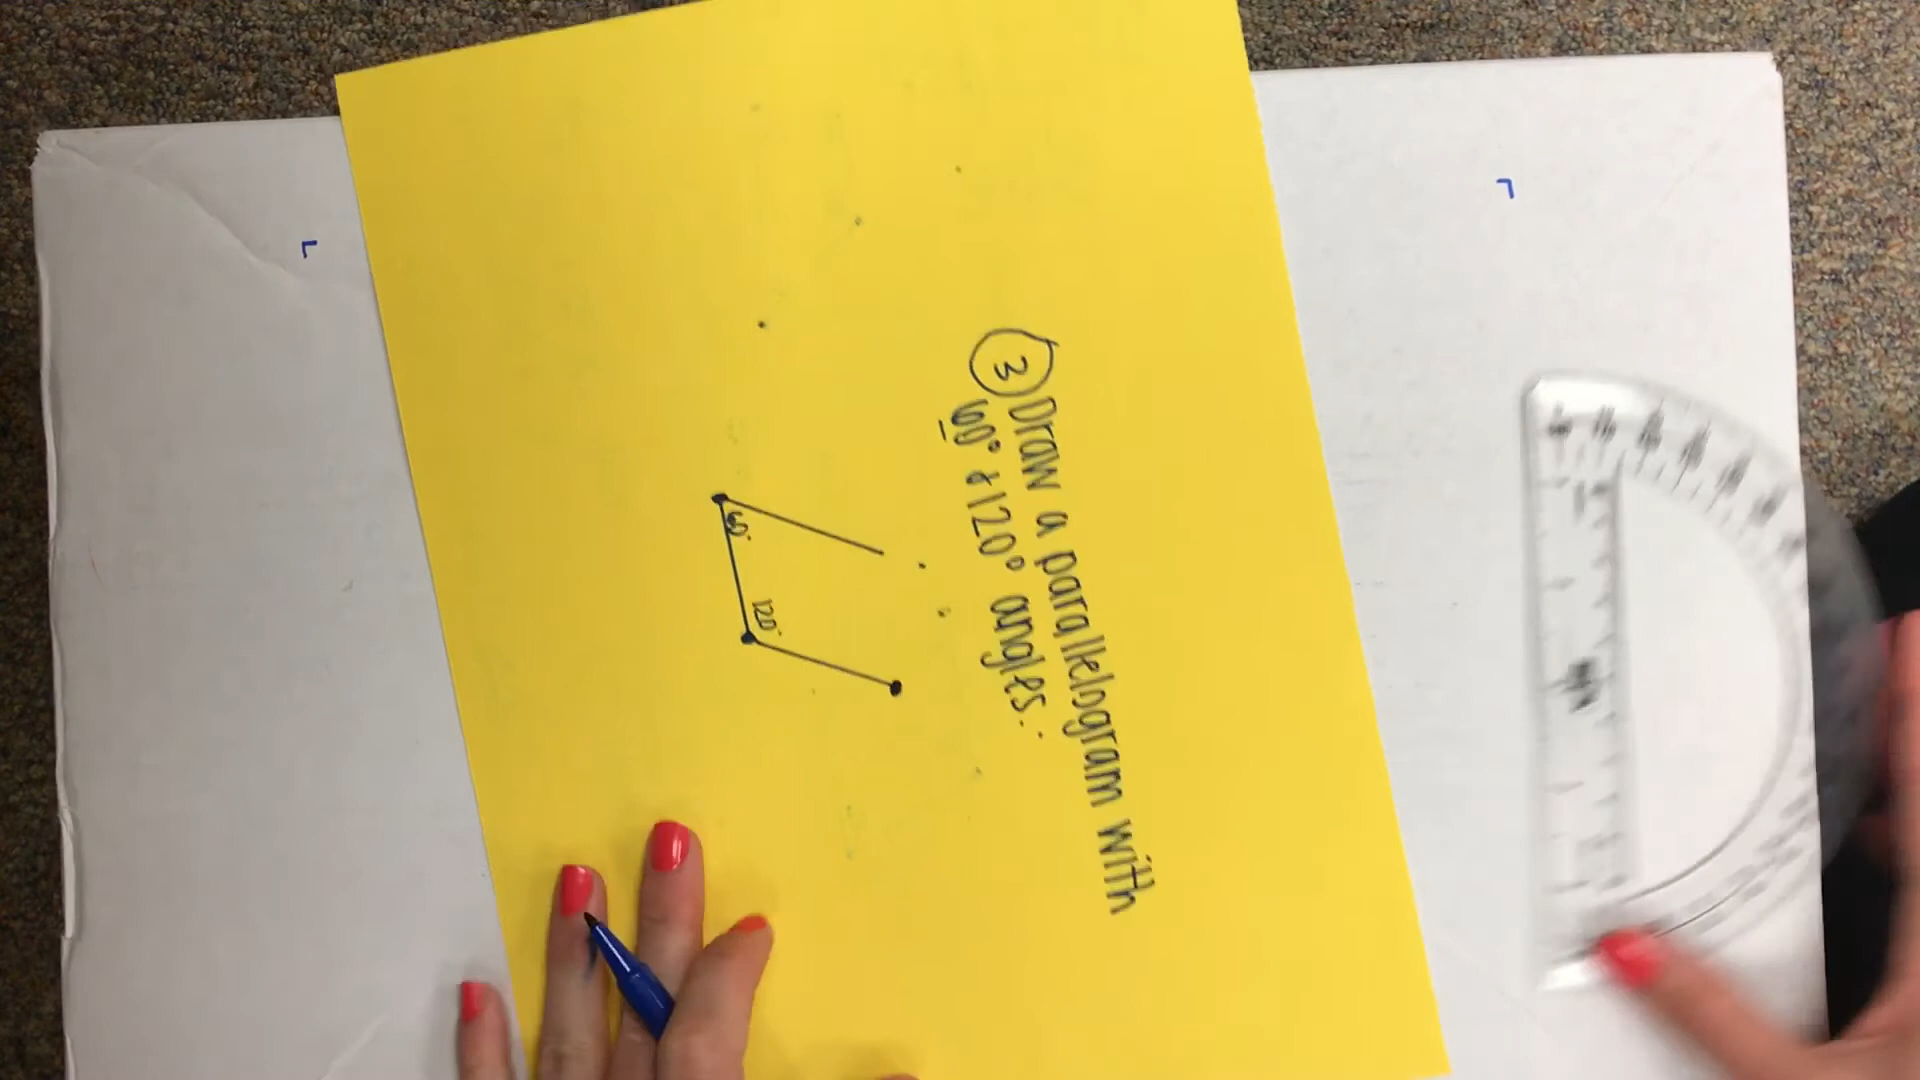 ③ Draw a parallelogram with
60° & 120° angles.
60°
120°